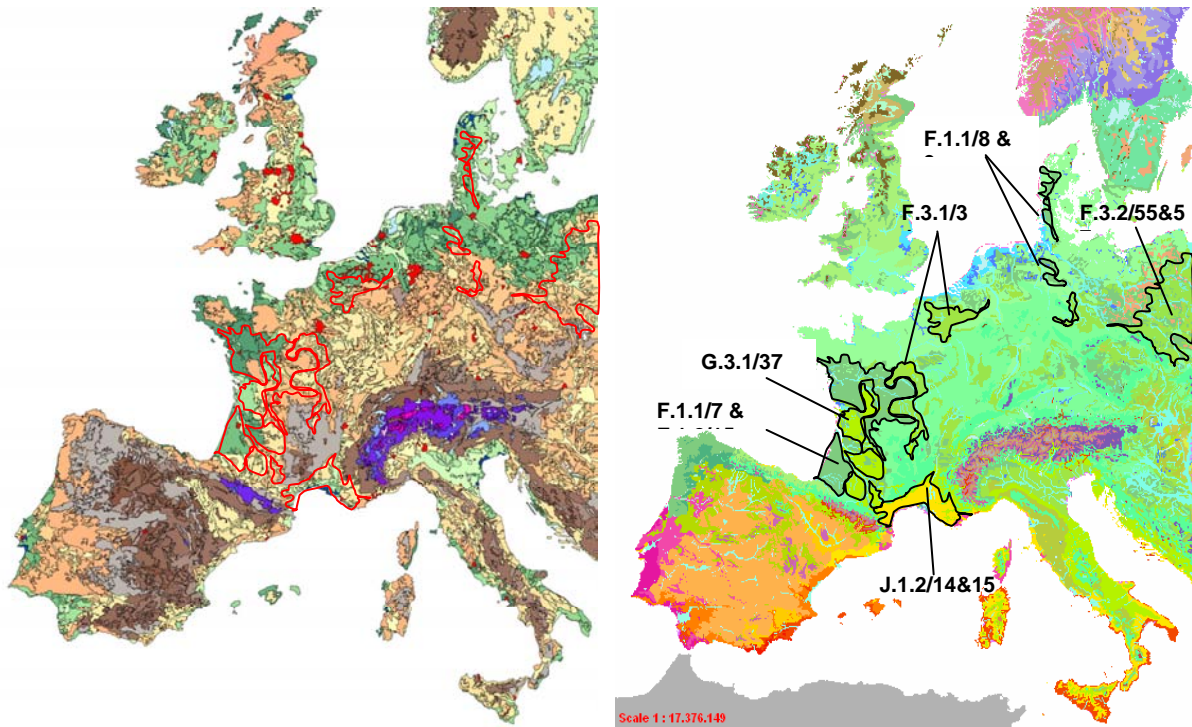 F.1.1/8 &
F.3.1/3
F.3.2/55&5
G.3.1/37
F.1.1/7 &
J.1.2/14&15
Scale 1 : 17.376.149